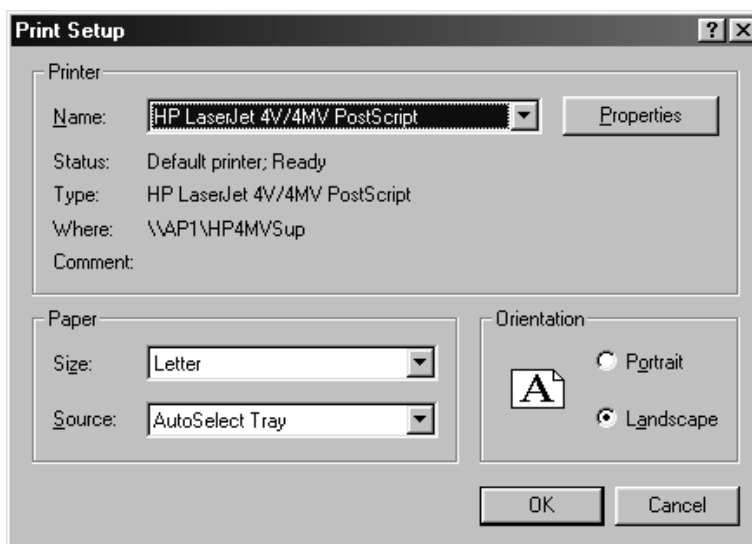 Print Setup
Printer
Name: HP LaserJet 4V/4MV PostScript Properties
Status: Default printer; Ready
Type: HP LaserJet 4V/4MV PostScript
Where: \\AP1\HP4MVSup
Comment:
Paper
Size: Letter
Source: AutoSelect Tray
Orientation
A
Portrait
Landscape
OK Cancel